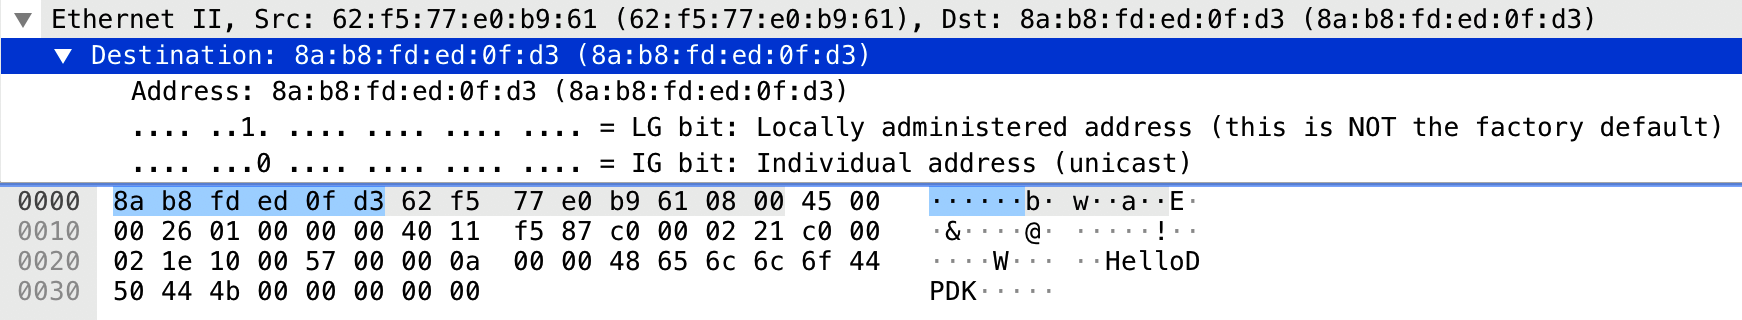 ▼ Ethernet II, Src: 62:f5:77:e0:b9:61 (62:f5:77:e0:b9:61), Dst: 8a:b8:fd:ed:0f:d3 (8a:b8:fd:ed:0f:d3)
▼ Destination: 8a:b8:fd:ed:0f:d3 (8a:b8:fd:ed:0f:d3)
Address: 8a:b8:fd:ed:0f:d3 (8a:b8:fd:ed:0f:d3)
.... ..1. .... .... .... .... = LG bit: Locally administered address (this is NOT the factory default)
.... ...0 .... .... .... .... = IG bit: Individual address (unicast)
0000 8a b8 fd ed 0f d3 62 f5 77 e0 b9 61 08 00 45 00 ······b· w··a··E·
0010 00 26 01 00 00 00 40 11 f5 87 c0 00 02 21 c0 00 ·&····@· ·····!··
0020 02 1e 10 00 57 00 00 0a 00 00 48 65 6c 6c 6f 44 ····W··· ··HelloD
0030 50 44 4b 00 00 00 00 00 PDK·····